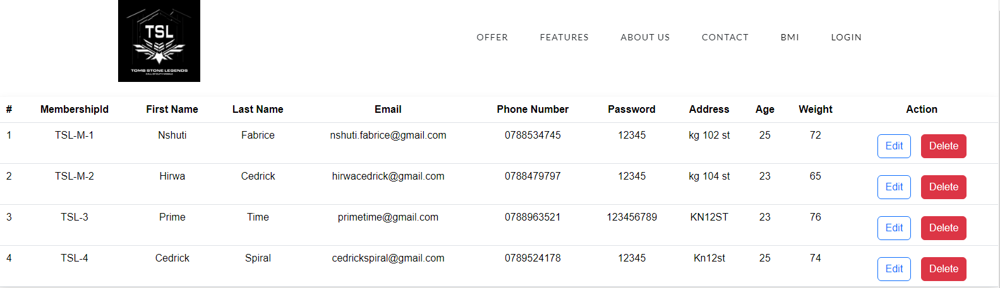 TSL
TOMB STONE LEGENDS
CALL OF DUTY MOBILE
OFFER FEATURES ABOUT US CONTACT BMI LOGIN
# MembershipId First Name Last Name Email Phone Number Password Address Age Weight Action
1 TSL-M-1 Nshuti Fabrice nshuti.fabrice@gmail.com 0788534745 12345 kg 102 st 25 72 Edit Delete
2 TSL-M-2 Hirwa Cedrick hirwacedrick@gmail.com 0788479797 12345 kg 104 st 23 65 Edit Delete
3 TSL-3 Prime Time primetime@gmail.com 0788963521 123456789 KN12ST 23 76 Edit Delete
4 TSL-4 Cedrick Spiral cedrickspiral@gmail.com 0789524178 12345 Kn12st 25 74 Edit Delete